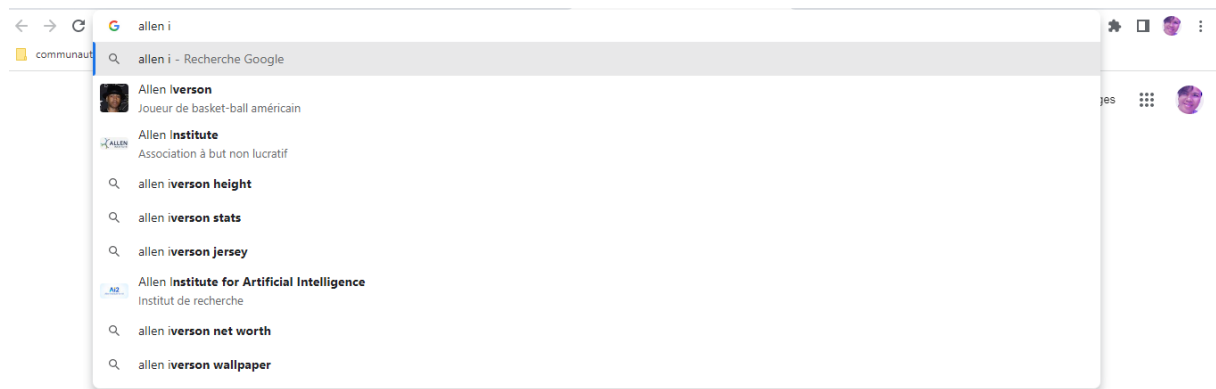 allen i
communaut
allen i - Recherche Google
Allen Iverson
Joueur de basket-ball américain
ges
ALLEN
Allen Institute
Association à but non lucratif
allen iverson height
allen iverson stats
allen iverson jersey
Ai2
Allen Institute for Artificial Intelligence
Institut de recherche
allen iverson net worth
allen iverson wallpaper